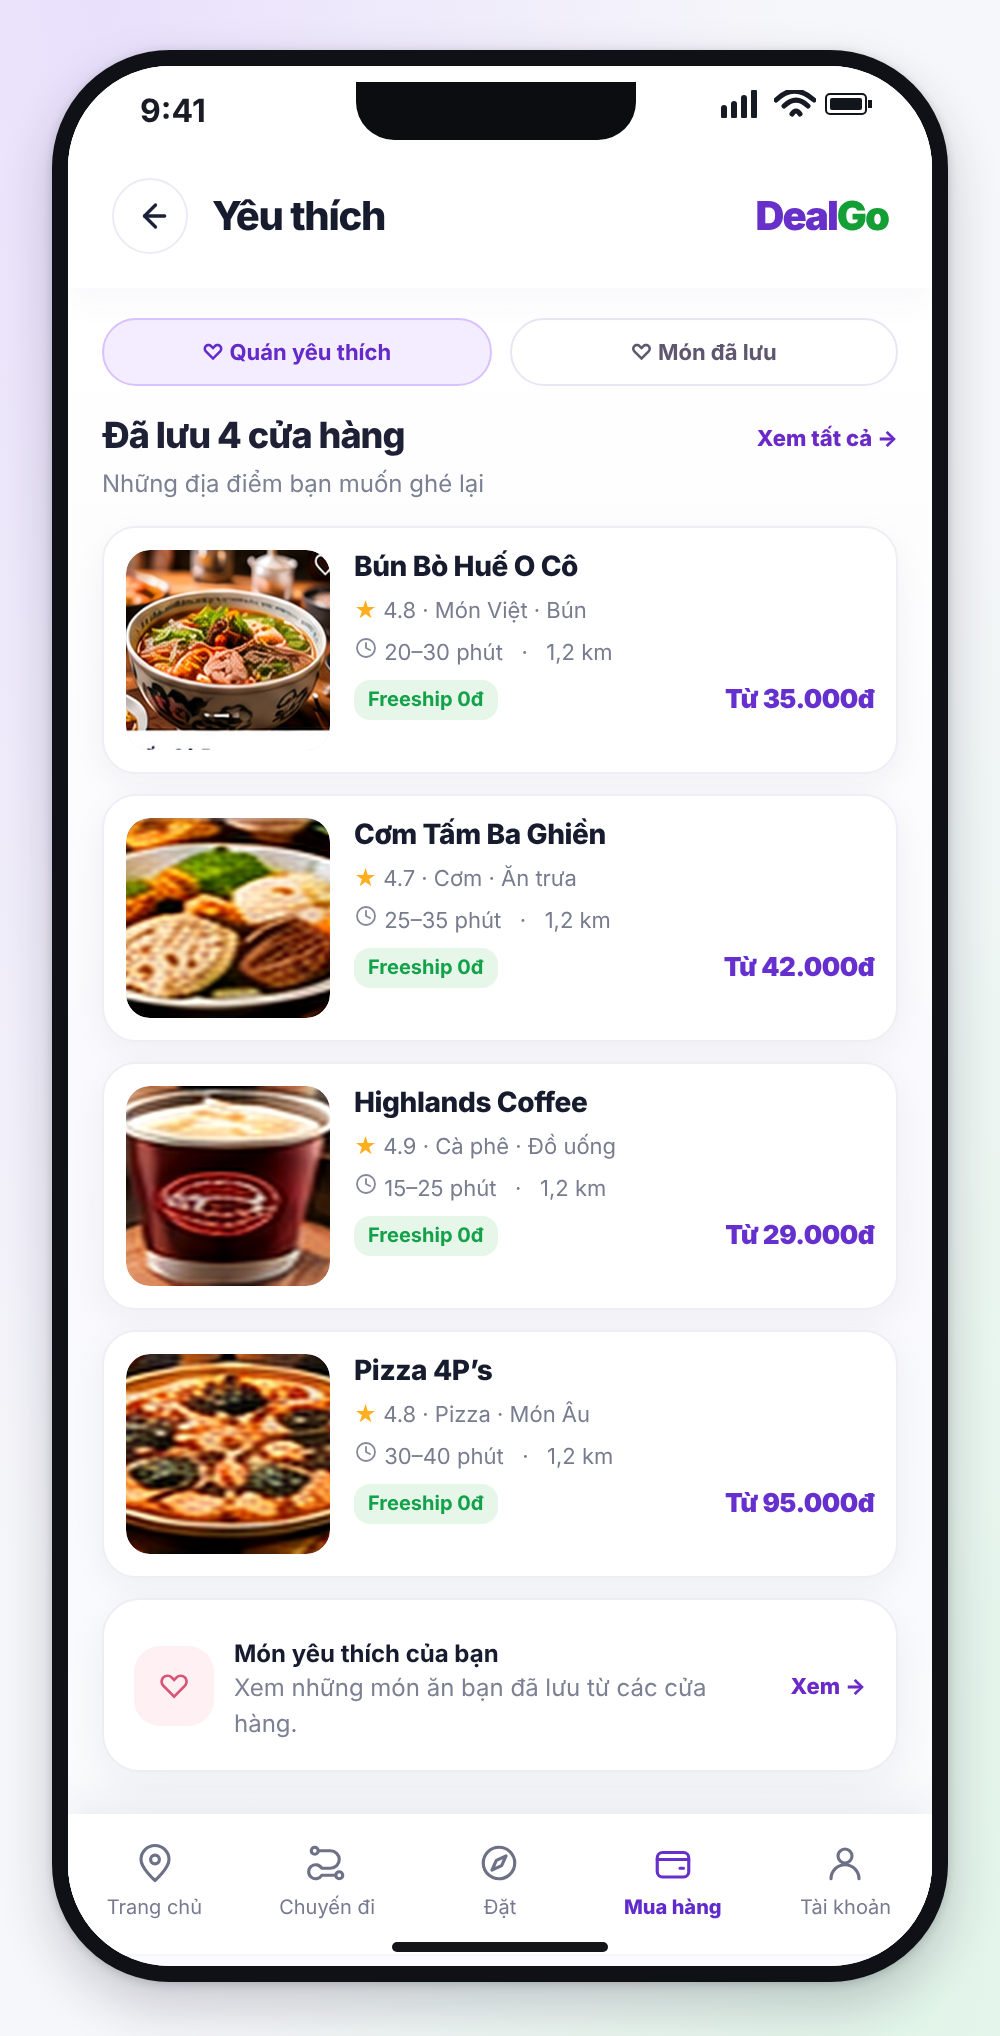 9:41
Yêu thích
DealGo
♡ Quán yêu thích
♡ Món đã lưu
Đã lưu 4 cửa hàng
Xem tất cả →
Những địa điểm bạn muốn ghé lại
Bún Bò Huế O Cô
★ 4.8 · Món Việt · Bún
20–30 phút · 1,2 km
Freeship 0đ
Từ 35.000đ
Cơm Tấm Ba Ghiền
★ 4.7 · Cơm · Ăn trưa
25–35 phút · 1,2 km
Freeship 0đ
Từ 42.000đ
Highlands Coffee
★ 4.9 · Cà phê · Đồ uống
15–25 phút · 1,2 km
Freeship 0đ
Từ 29.000đ
Pizza 4P’s
★ 4.8 · Pizza · Món Âu
30–40 phút · 1,2 km
Freeship 0đ
Từ 95.000đ
Món yêu thích của bạn
Xem những món ăn bạn đã lưu từ các cửa
hàng.
Xem →
Trang chủ
Chuyến đi
Đặt
Mua hàng
Tài khoản